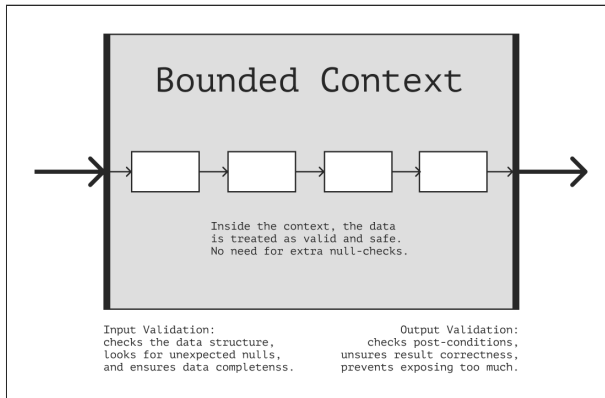 Bounded Context
Inside the context, the data
is treated as valid and safe.
No need for extra null-checks.
Input Validation:
checks the data structure,
looks for unexpected nulls,
and ensures data completenss.
Output Validation:
checks post-conditions,
unsures result correctness,
prevents exposing too much.